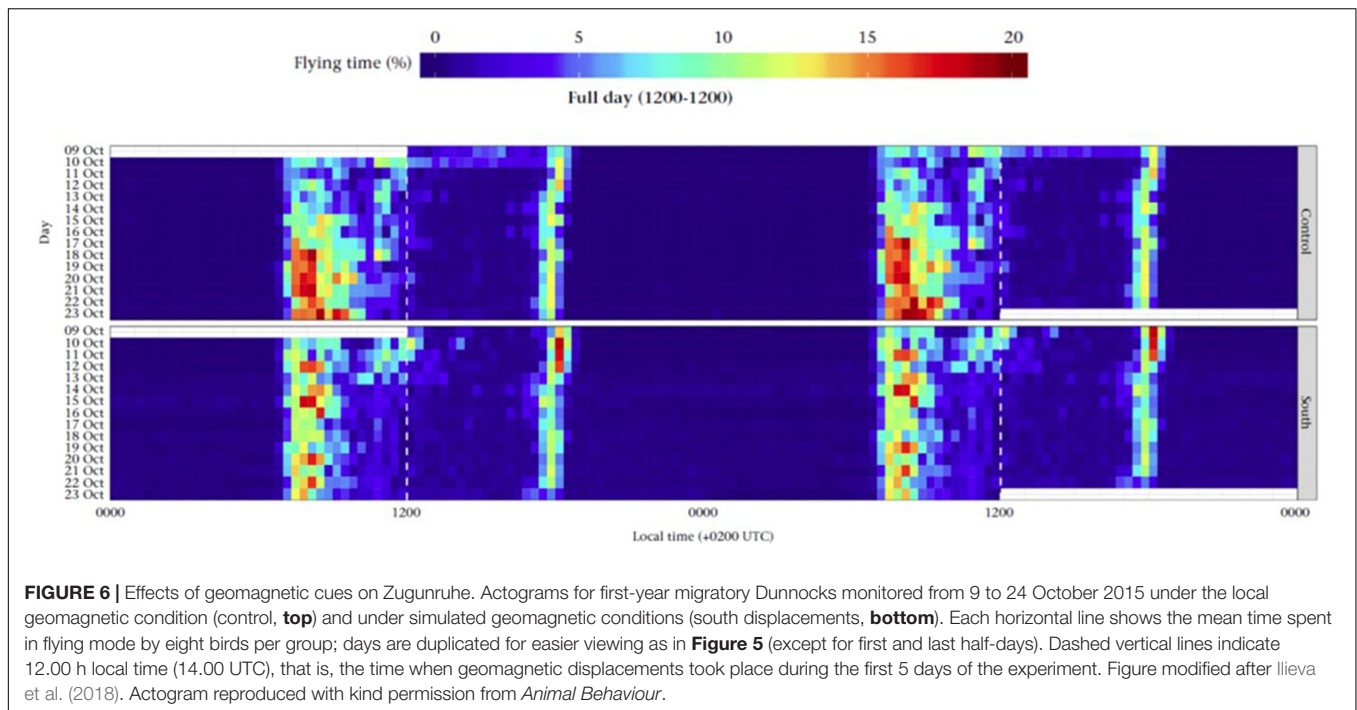 0 5 10 15 20
Flying time (%)
Full day (1200-1200)
09 Oct
10 Oct
11 Oct
12 Oct
13 Oct
14 Oct
15 Oct
16 Oct
17 Oct
18 Oct
19 Oct
20 Oct
21 Oct
22 Oct
23 Oct
Day
Control
09 Oct
10 Oct
11 Oct
12 Oct
13 Oct
14 Oct
15 Oct
16 Oct
17 Oct
18 Oct
19 Oct
20 Oct
21 Oct
22 Oct
23 Oct
South
0000 1200 0000 1200 0000
Local time (+0200 UTC)
FIGURE 6 | Effects of geomagnetic cues on Zugunruhe. Actograms for first-year migratory Dunnocks monitored from 9 to 24 October 2015 under the local
geomagnetic condition (control, top) and under simulated geomagnetic conditions (south displacements, bottom). Each horizontal line shows the mean time spent
in flying mode by eight birds per group; days are duplicated for easier viewing as in Figure 5 (except for first and last half-days). Dashed vertical lines indicate
12.00 h local time (14.00 UTC), that is, the time when geomagnetic displacements took place during the first 5 days of the experiment. Figure modified after Ilieva
et al. (2018). Actogram reproduced with kind permission from Animal Behaviour.